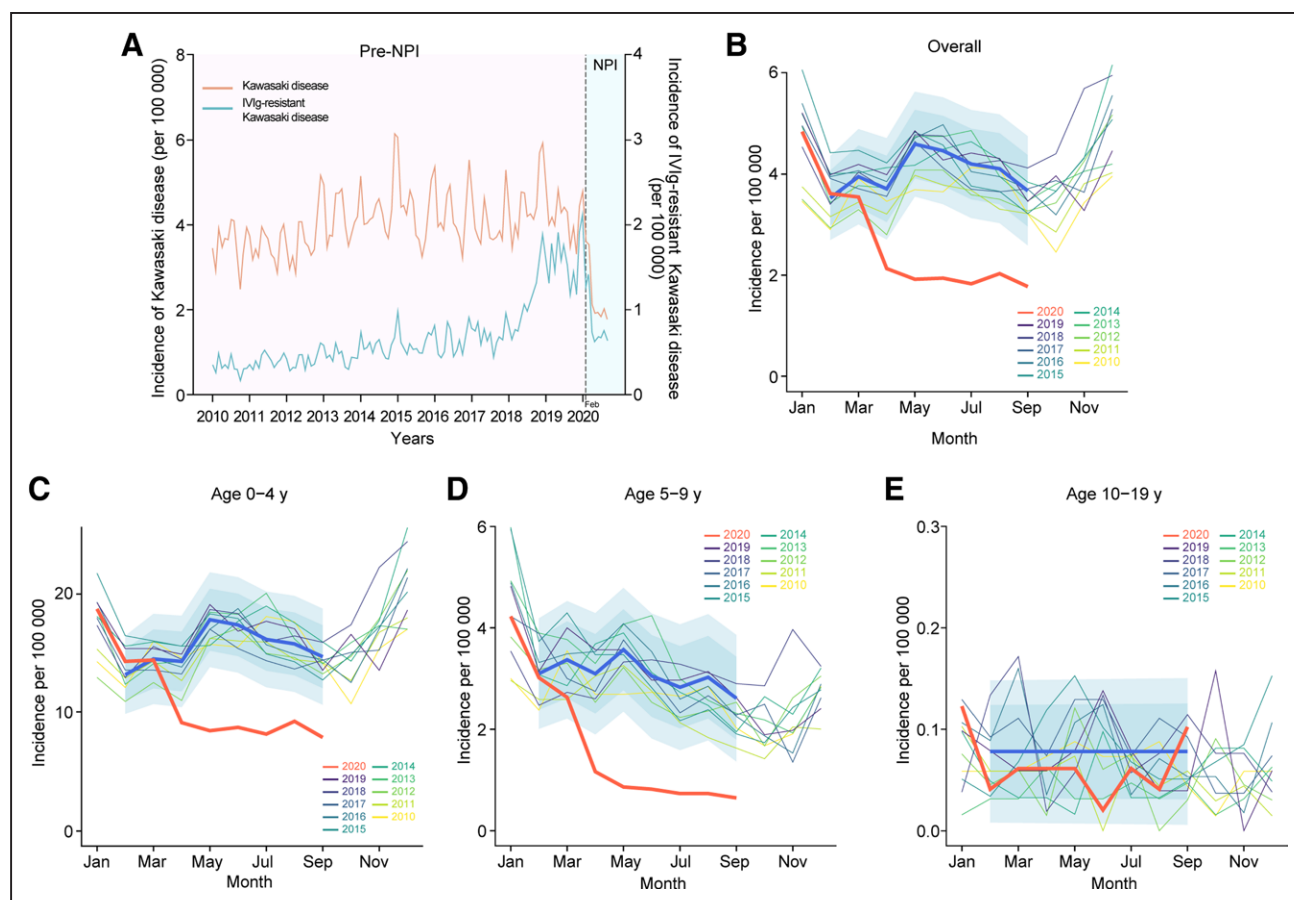 A
Pre-NPI
NPI
Kawasaki disease
IVIg-resistant
Kawasaki disease
Incidence of Kawasaki disease (per 100 000)
0
2
4
6
8
Incidence of IVIg-resistant Kawasaki disease
(per 100 000)
0
1
2
3
4
2010 2011 2012 2013 2014 2015 2016 2017 2018 2019 2020
Feb
Years
B
Overall
Incidence per 100 000
6
4
2
0
2020 2014
2019 2013
2018 2012
2017 2011
2016 2010
2015
Jan Mar May Jul Sep Nov
Month
C
Age 0–4 y
Incidence per 100 000
20
10
0
2020 2014
2019 2013
2018 2012
2017 2011
2016 2010
2015
Jan Mar May Jul Sep Nov
Month
D
Age 5–9 y
Incidence per 100 000
6
4
2
0
2020 2014
2019 2013
2018 2012
2017 2011
2016 2010
2015
Jan Mar May Jul Sep Nov
Month
E
Age 10–19 y
Incidence per 100 000
0.3
0.2
0.1
0.0
2020 2014
2019 2013
2018 2012
2017 2011
2016 2010
2015
Jan Mar May Jul Sep Nov
Month